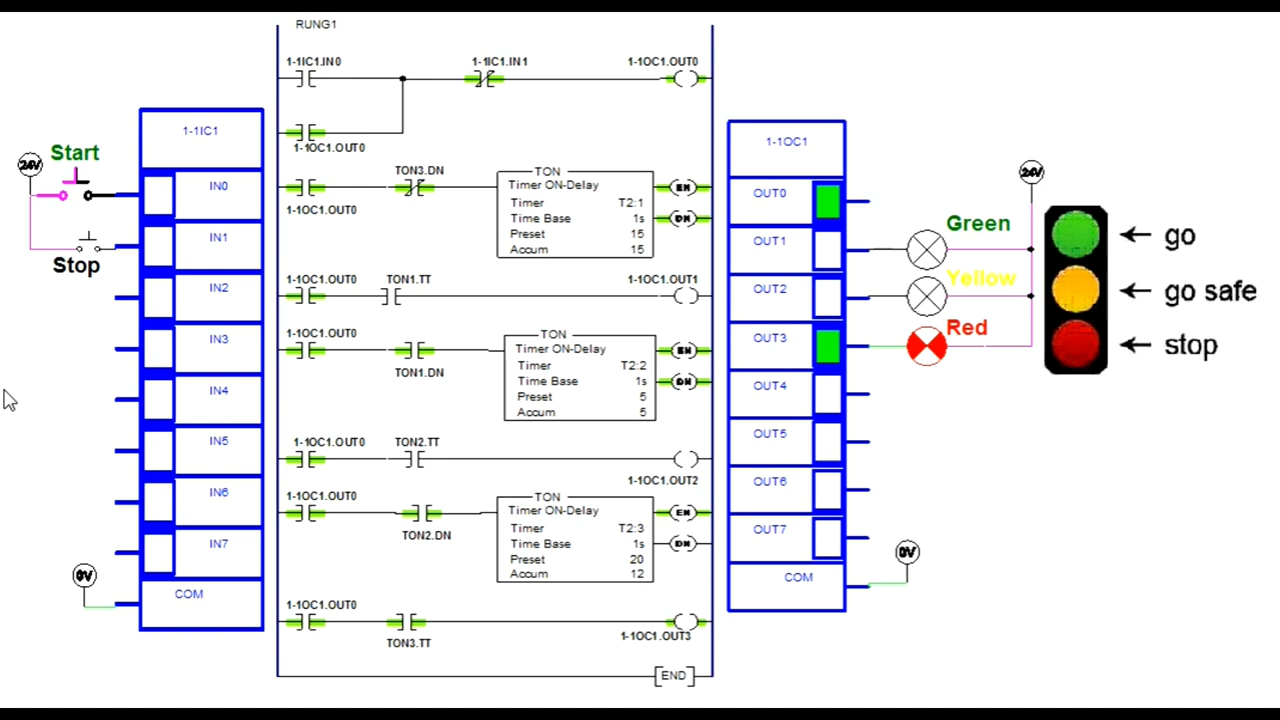 RUNG1
1-1IC1.IN0
1-1IC1.IN1
1-1OC1.OUT0
1-1OC1.OUT0
1-1IC1
24V
Start
IN0
IN1
Stop
IN2
IN3
IN4
IN5
IN6
IN7
0V
COM
1-1OC1.OUT0
TON3.DN
TON
Timer ON-Delay
Timer T2:1
Time Base 1s
Preset 15
Accum 15
EN
DN
1-1OC1.OUT0
TON1.TT
1-1OC1.OUT1
1-1OC1.OUT0
TON1.DN
TON
Timer ON-Delay
Timer T2:2
Time Base 1s
Preset 5
Accum 5
EN
DN
1-1OC1.OUT0
TON2.TT
1-1OC1.OUT2
1-1OC1.OUT0
TON2.DN
TON
Timer ON-Delay
Timer T2:3
Time Base 1s
Preset 20
Accum 12
EN
DN
1-1OC1.OUT0
TON3.TT
1-1OC1.OUT3
END
1-1OC1
OUT0
OUT1
OUT2
OUT3
OUT4
OUT5
OUT6
OUT7
COM
0V
24V
Green
Yellow
Red
go
go safe
stop